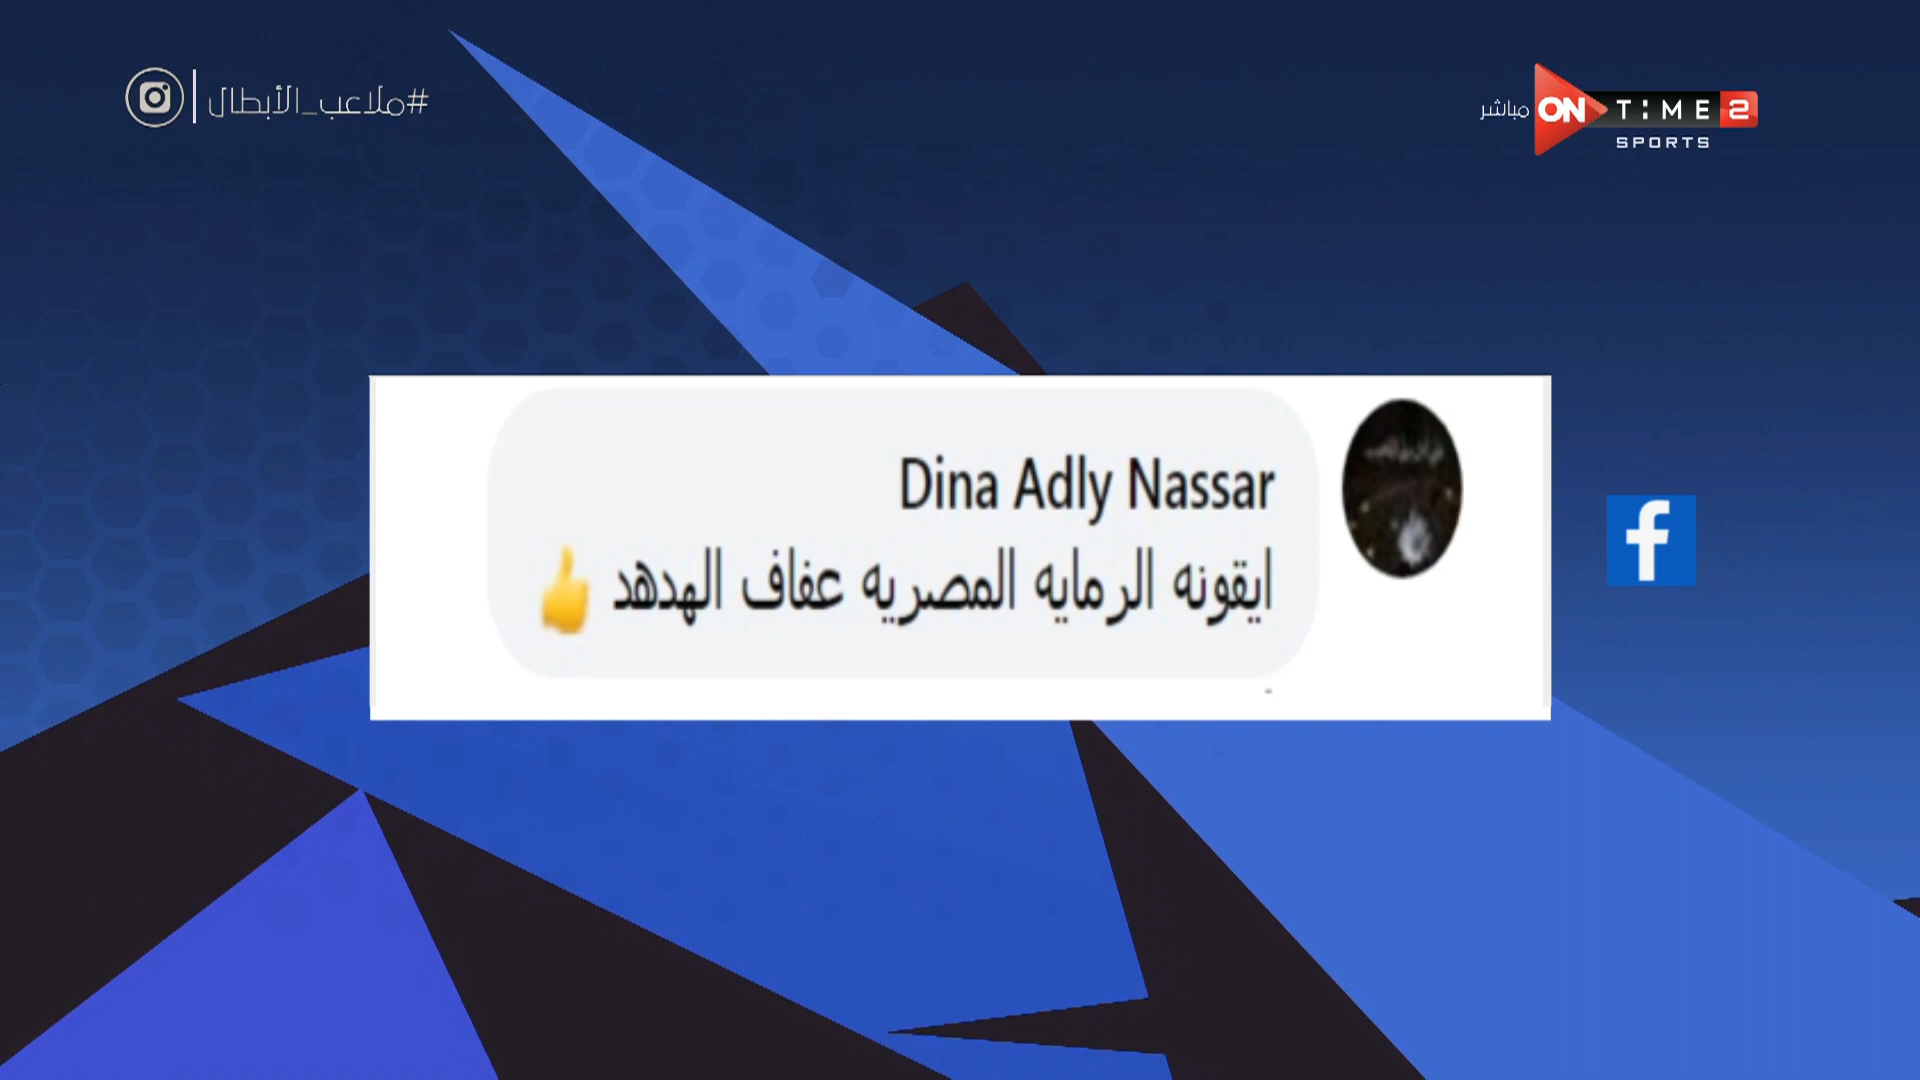 #ملاعب_الأبطال
مباشر ON TIME 2
SPORTS
Dina Adly Nassar
ايقونه الرمايه المصريه عفاف الهدهد 👍
f